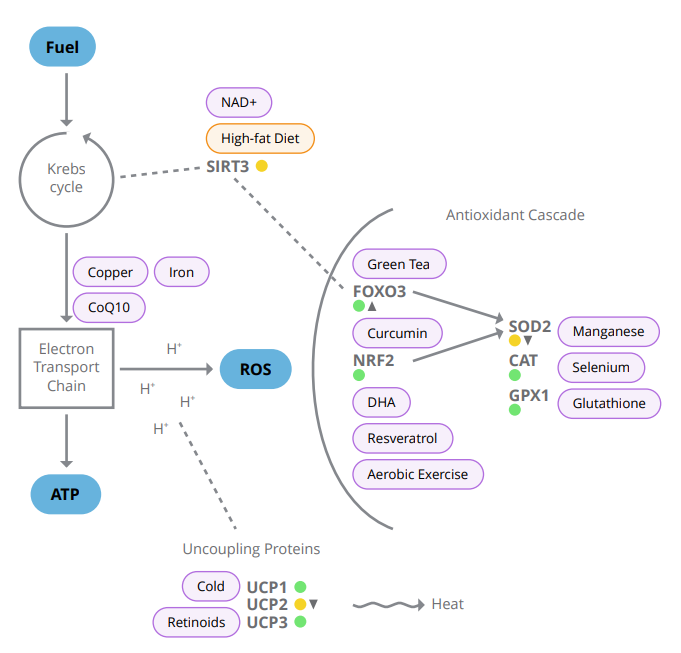 Fuel
NAD+
High-fat Diet
SIRT3
Krebs
cycle
Antioxidant Cascade
Green Tea
Copper
Iron
CoQ10
FOXO3
Curcumin
SOD2
Manganese
Electron
Transport
Chain
H⁺
ROS
NRF2
CAT
Selenium
H⁺
H⁺
H⁺
DHA
GPX1
Glutathione
Resveratrol
Aerobic Exercise
ATP
Uncoupling Proteins
Cold
UCP1
UCP2
Heat
Retinoids
UCP3